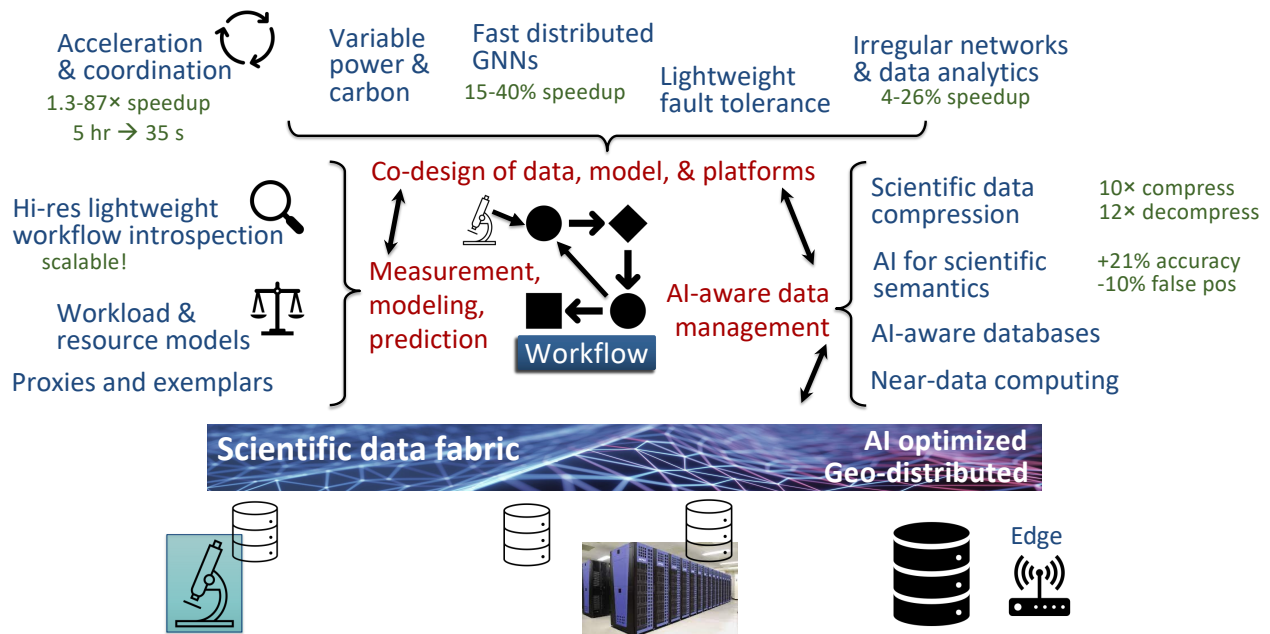 Acceleration
& coordination
1.3-87× speedup
5 hr → 35 s
Variable
power &
carbon
Fast distributed
GNNs
15-40% speedup
Lightweight
fault tolerance
Irregular networks
& data analytics
4-26% speedup
Co-design of data, model, & platforms
Hi-res lightweight
workflow introspection
scalable!
Workload &
resource models
Proxies and exemplars
Measurement,
modeling,
prediction
Workflow
AI-aware data
management
Scientific data
compression
10× compress
12× decompress
AI for scientific
semantics
+21% accuracy
-10% false pos
AI-aware databases
Near-data computing
Scientific data fabric
AI optimized
Geo-distributed
Edge